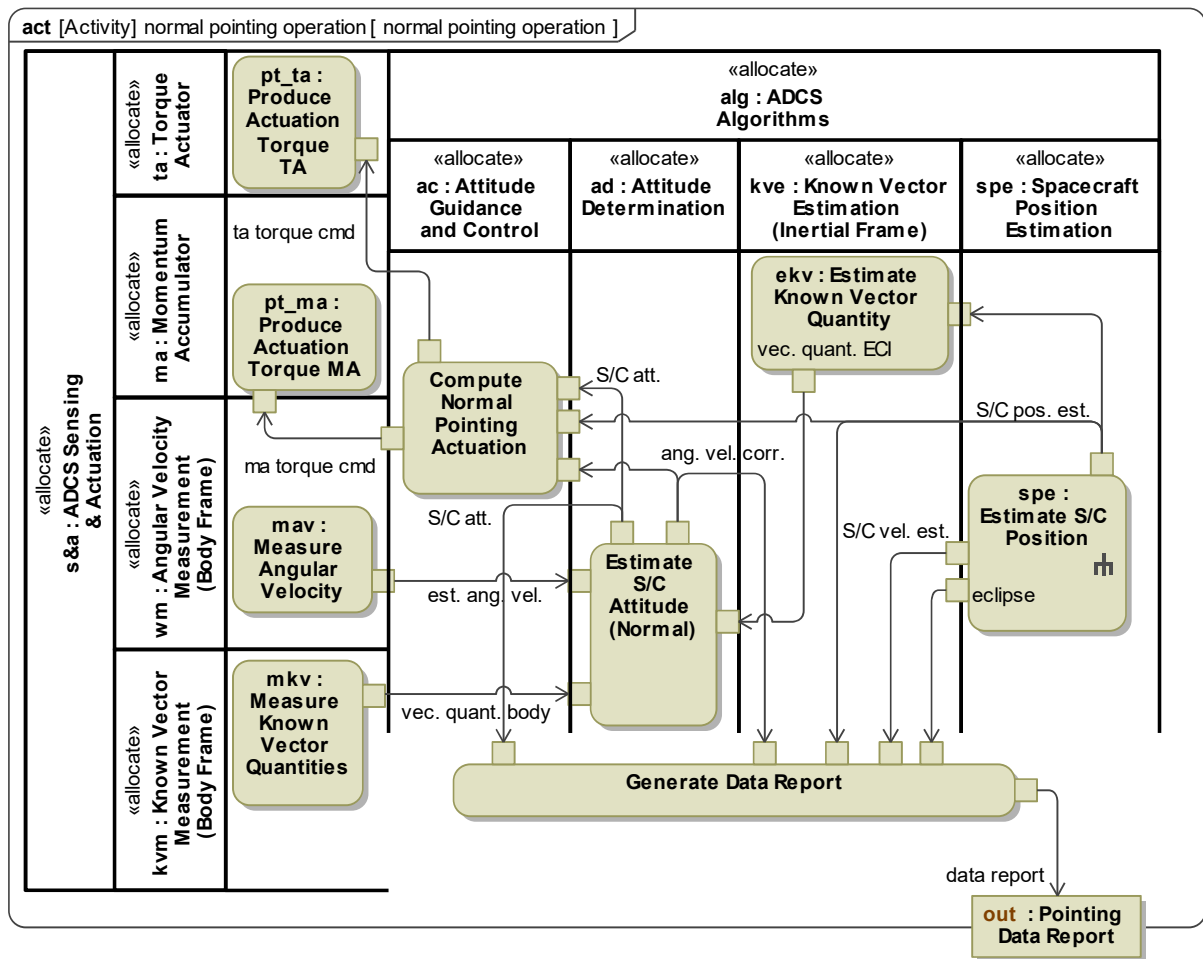 act [Activity] normal pointing operation [ normal pointing operation ]
«allocate»
s&a : ADCS Sensing
& Actuation
«allocate»
ta : Torque
Actuator
«allocate»
ma : Momentum
Accumulator
«allocate»
wm : Angular Velocity
Measurement
(Body Frame)
«allocate»
kvm : Known Vector
Measurement
(Body Frame)
pt_ta :
Produce
Actuation
Torque
TA
«allocate»
alg : ADCS
Algorithms
«allocate»
ac : Attitude
Guidance
and Control
«allocate»
ad : Attitude
Determination
«allocate»
kve : Known Vector
Estimation
(Inertial Frame)
«allocate»
spe : Spacecraft
Position
Estimation
ta torque cmd
pt_ma :
Produce
Actuation
Torque MA
ekv : Estimate
Known Vector
Quantity
vec. quant. ECI
Compute
Normal
Pointing
Actuation
S/C att.
S/C pos. est.
ma torque cmd
ang. vel. corr.
mav :
Measure
Angular
Velocity
S/C att.
S/C vel. est.
spe :
Estimate S/C
Position
eclipse
est. ang. vel.
Estimate
S/C
Attitude
(Normal)
mkv :
Measure
Known
Vector
Quantities
vec. quant. body
Generate Data Report
data report
out : Pointing
Data Report